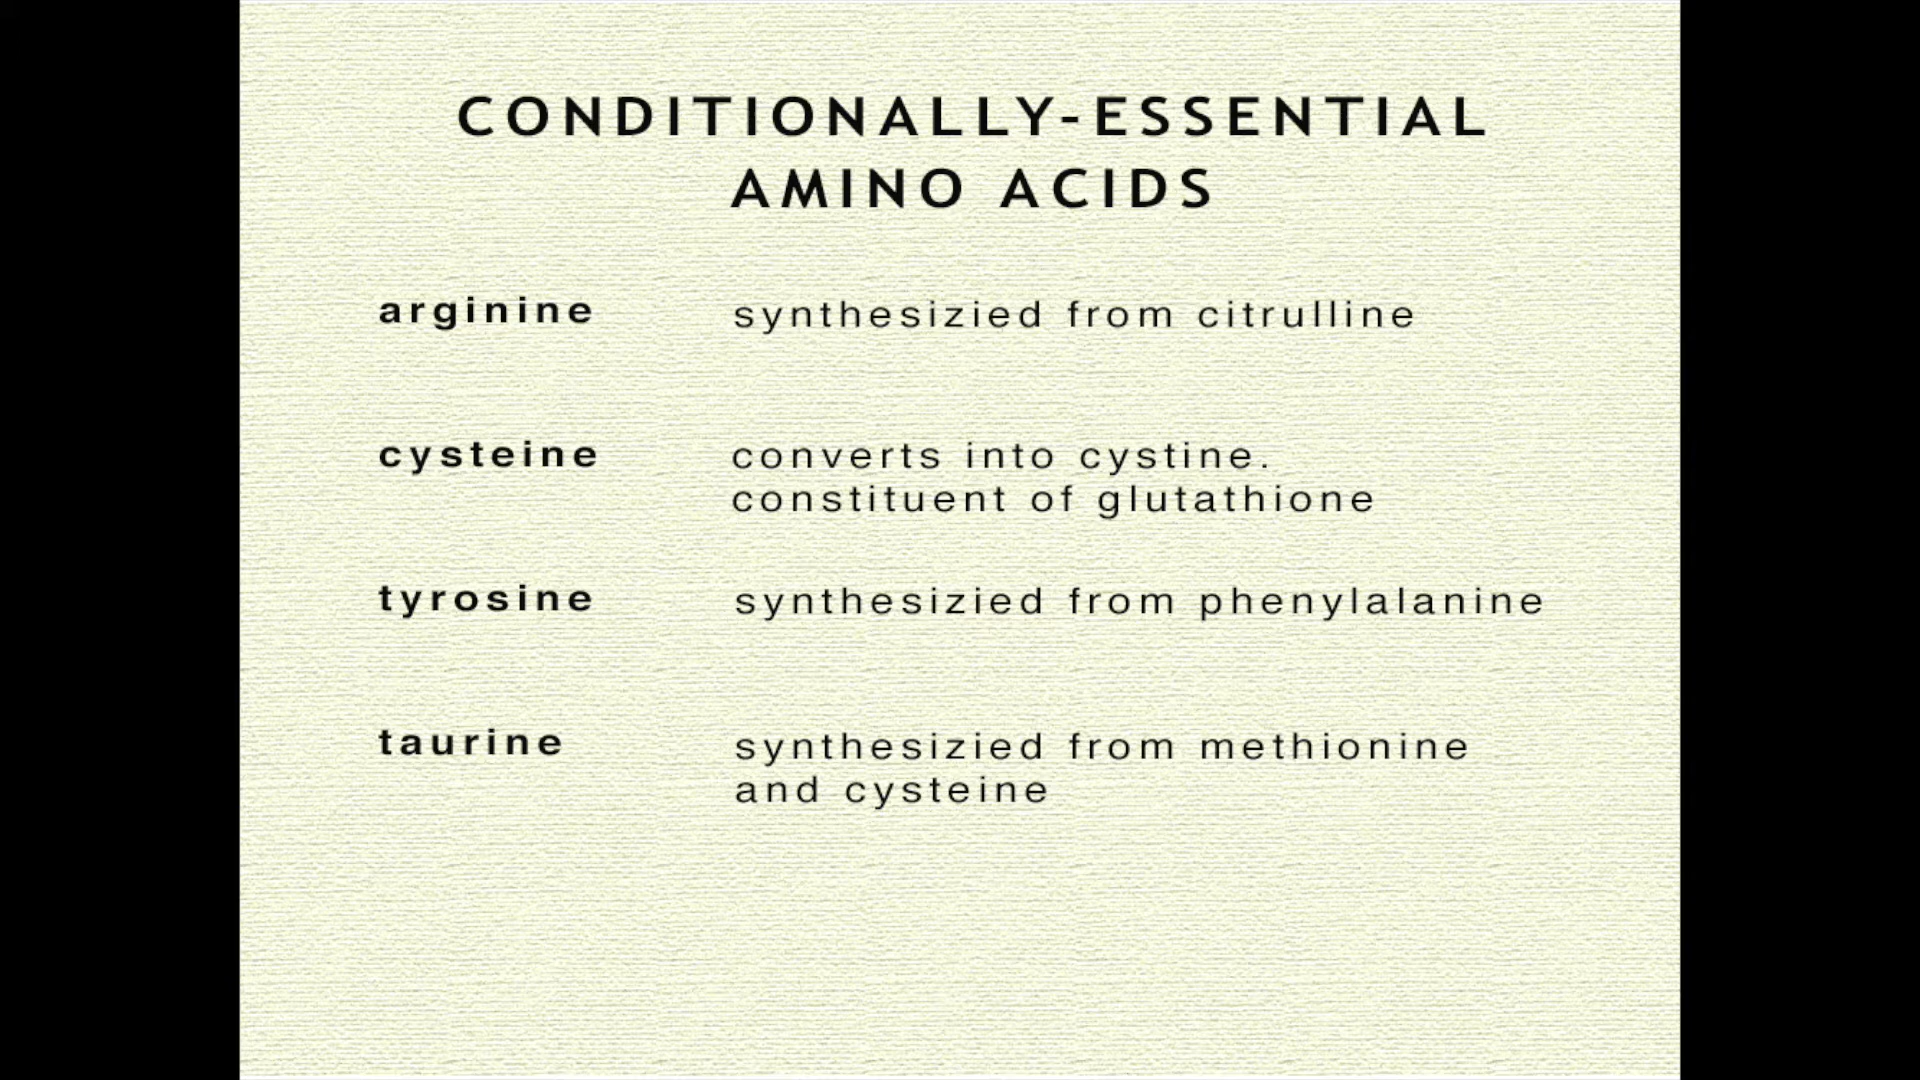 CONDITIONALLY-ESSENTIAL
AMINO ACIDS
arginine synthesizied from citrulline
cysteine converts into cystine.
constituent of glutathione
tyrosine synthesizied from phenylalanine
taurine synthesizied from methionine
and cysteine